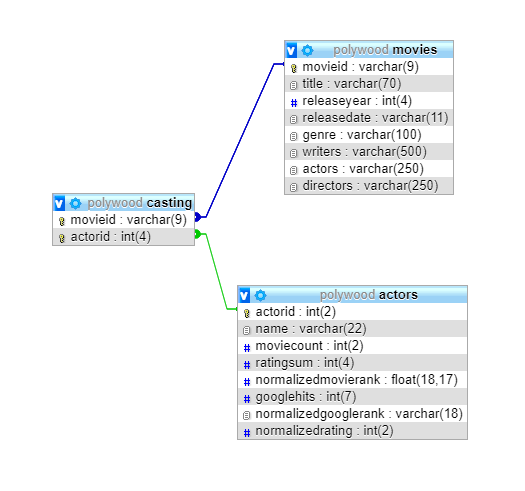 v polywood movies
movieid : varchar(9)
title : varchar(70)
# releaseyear : int(4)
releasedate : varchar(11)
genre : varchar(100)
writers : varchar(500)
actors : varchar(250)
directors : varchar(250)
v polywood casting
movieid : varchar(9)
actorid : int(4)
v polywood actors
actorid : int(2)
name : varchar(22)
# moviecount : int(2)
# ratingsum : int(4)
# normalizedmovierank : float(18,17)
# googlehits : int(7)
normalizedgooglerank : varchar(18)
# normalizedrating : int(2)